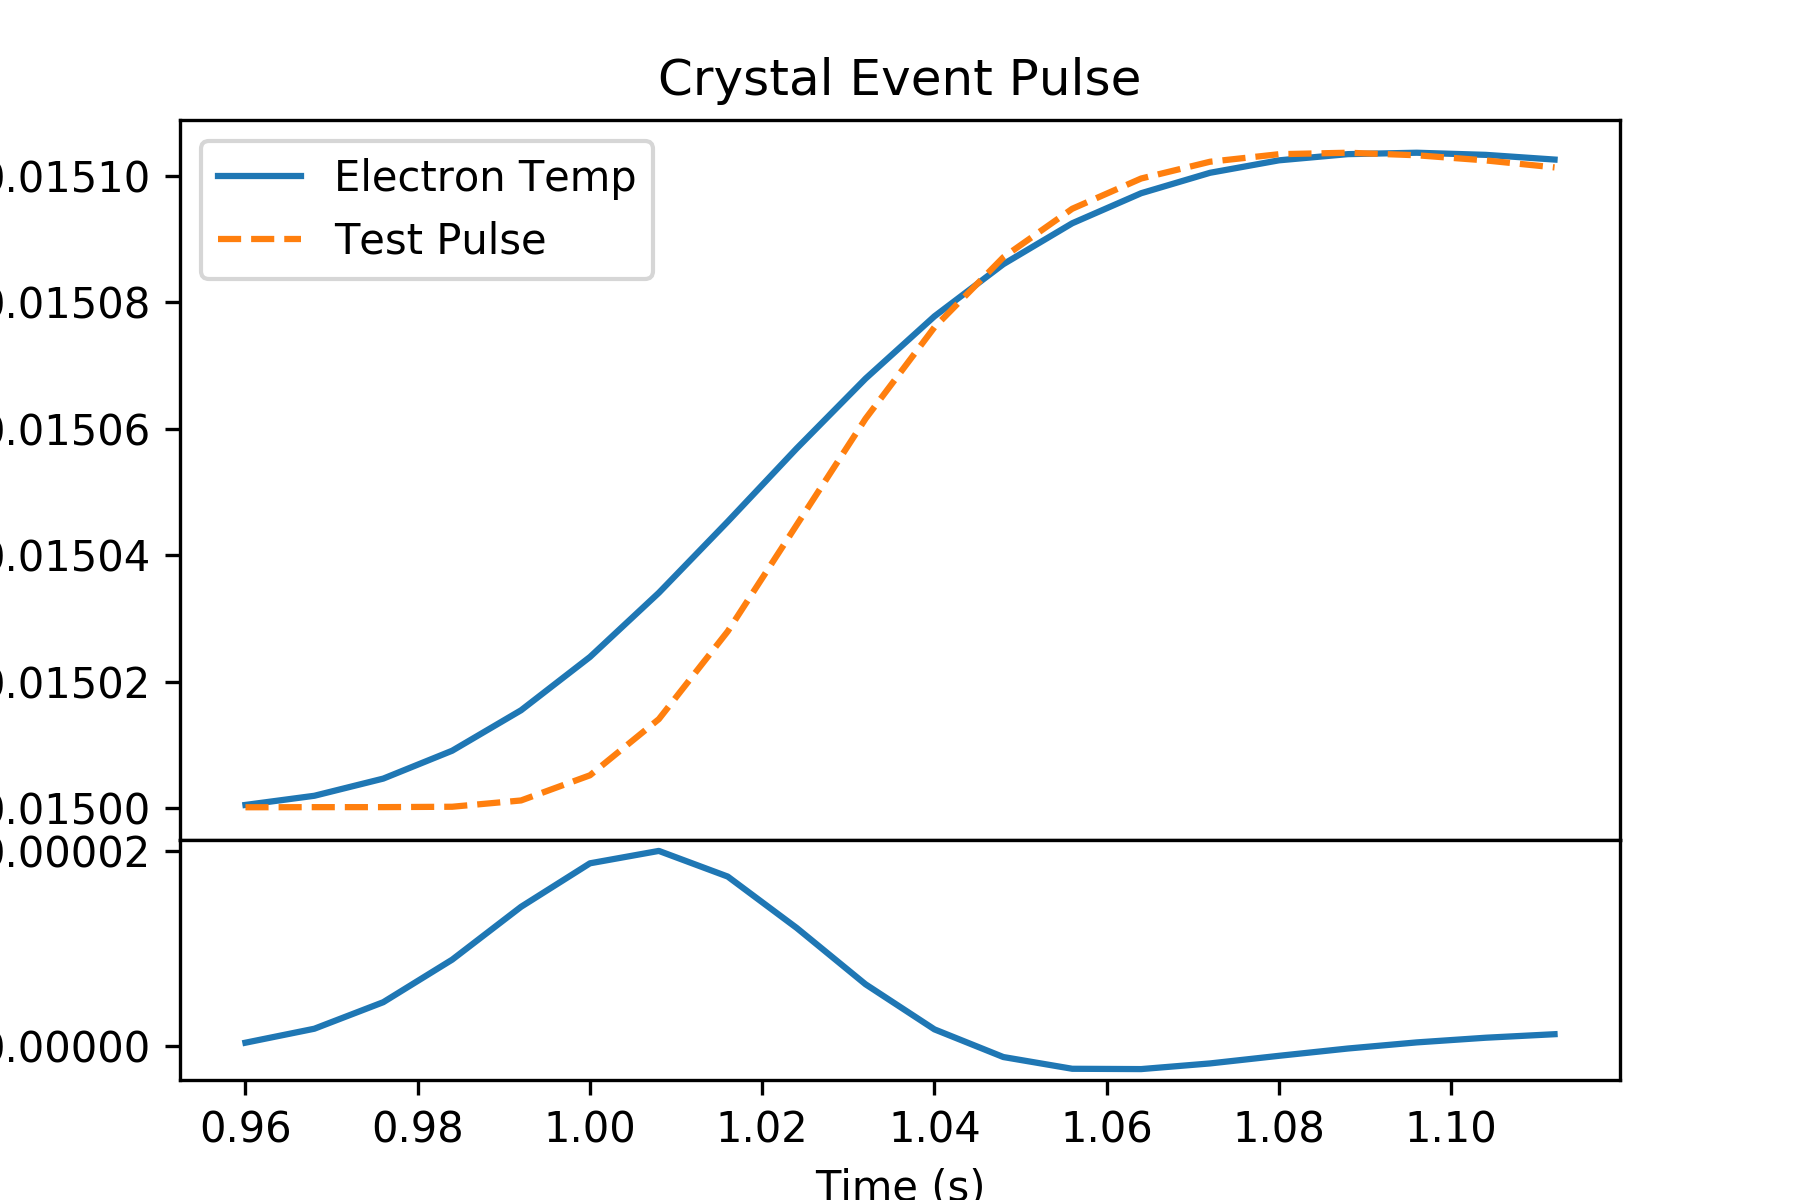 Crystal Event Pulse
Electron Temp
Test Pulse
0.01510
0.01508
0.01506
0.01504
0.01502
0.01500
0.00002
0.00000
0.96 0.98 1.00 1.02 1.04 1.06 1.08 1.10
Time (s)